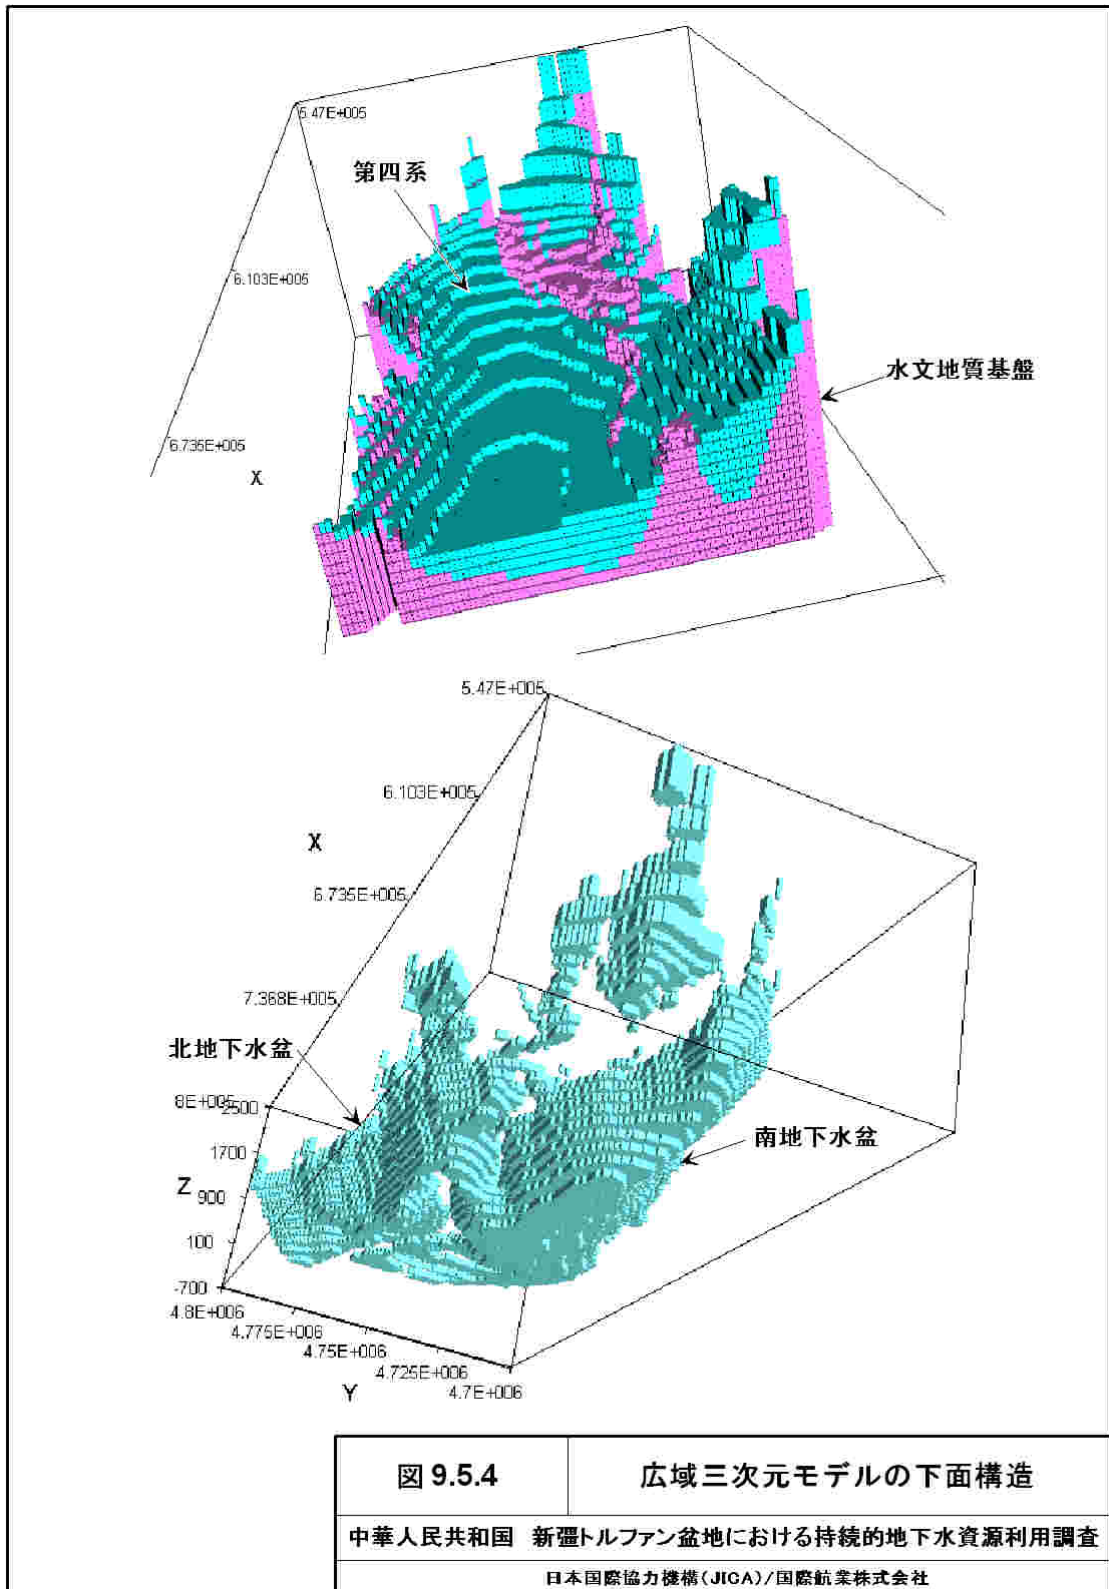 5.47E+005
第四系
6.103E+005
水文地質基盤
6.735E+005
X
5.47E+005
6.103E+005
X
6.735E+005
7.368E+005
北地下水盆
8E+005
2500
1700
南地下水盆
Z
900
100
-700
4.8E+006
4.775E+006
4.75E+006
4.725E+006
4.7E+006
Y
図 9.5.4
広域三次元モデルの下面構造
中華人民共和国 新疆トルファン盆地における持続的地下水資源利用調査
日本国際協力機構(JICA)/国際航業株式会社